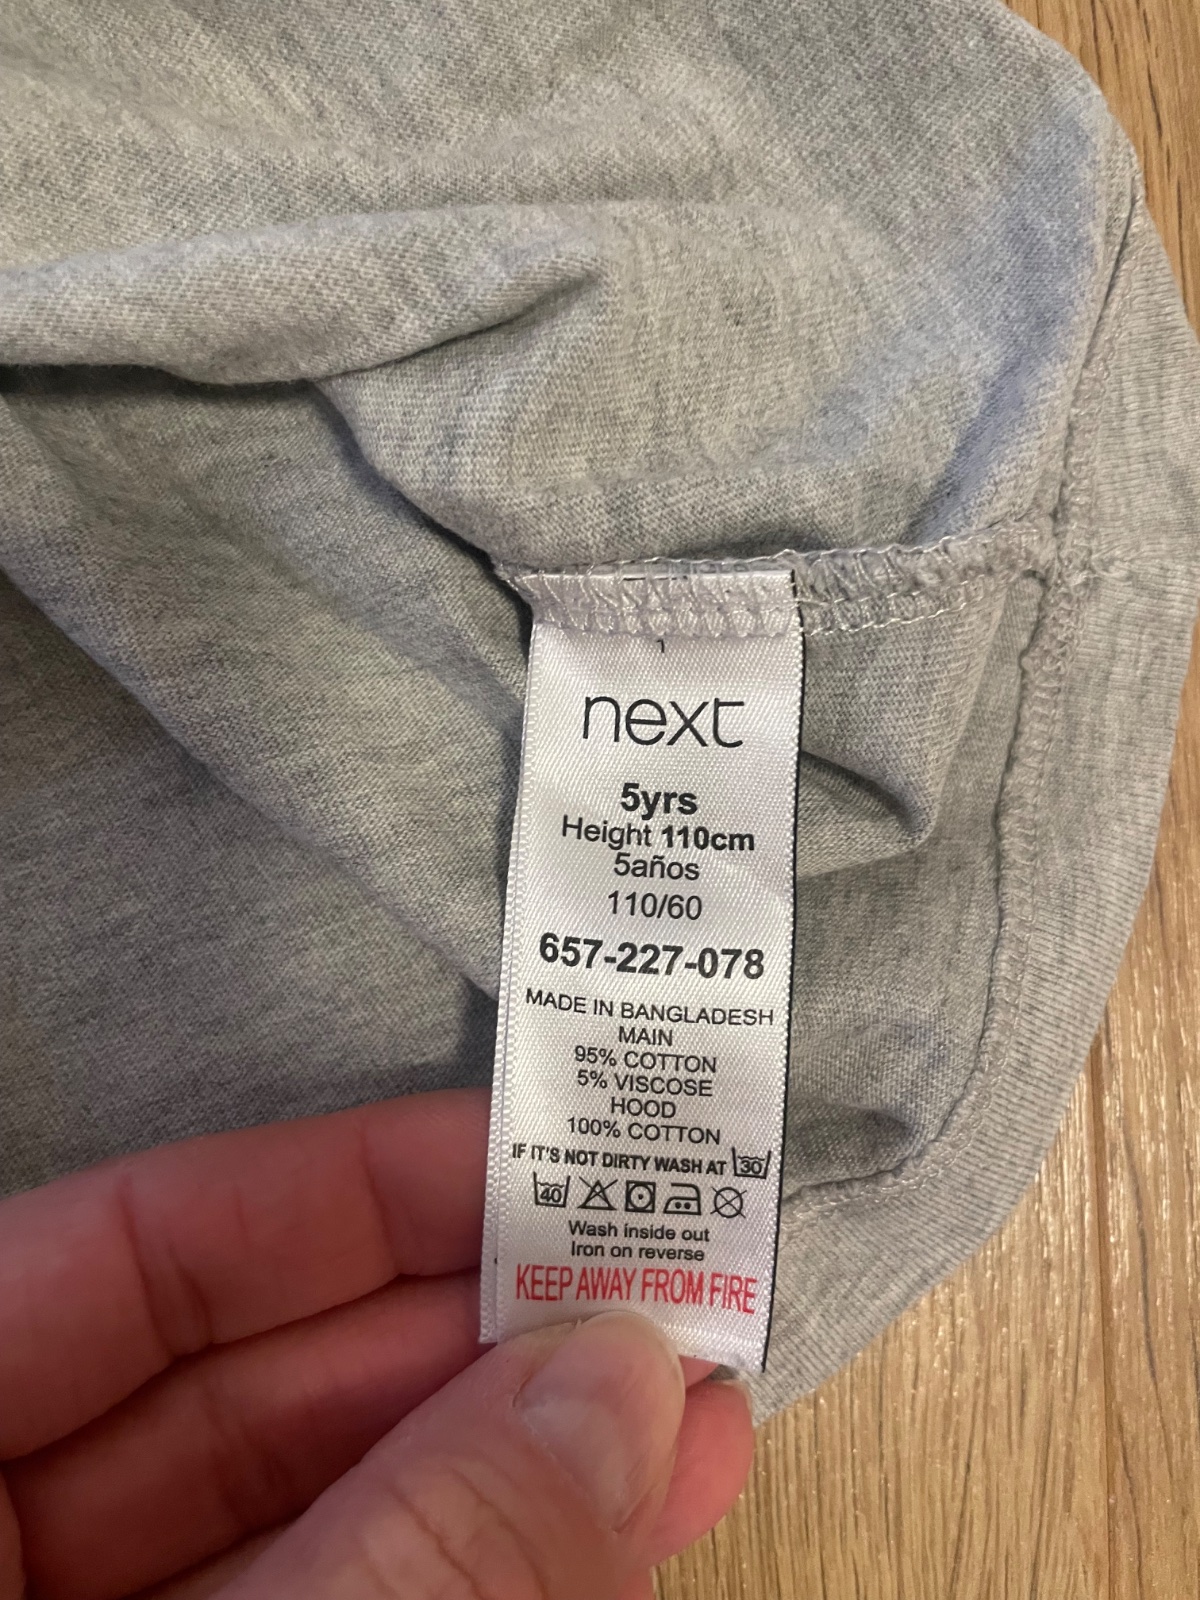 next
5yrs
Height 110cm
5años
110/60
657-227-078
MADE IN BANGLADESH
MAIN
95% COTTON
5% VISCOSE
HOOD
100% COTTON
IF IT'S NOT DIRTY WASH AT 30
40
Wash inside out
Iron on reverse
KEEP AWAY FROM FIRE